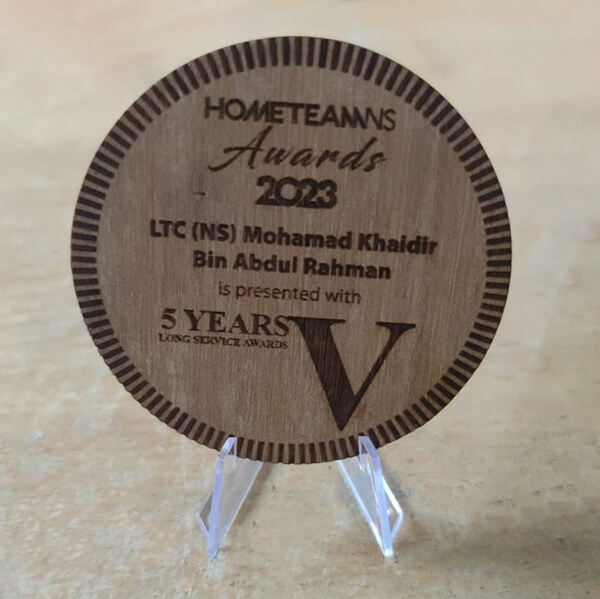 HOMETEAMNS
Awards
2023
LTC (NS) Mohamad Khaidir
Bin Abdul Rahman
is presented with
5 YEARS
LONG SERVICE AWARDS
V